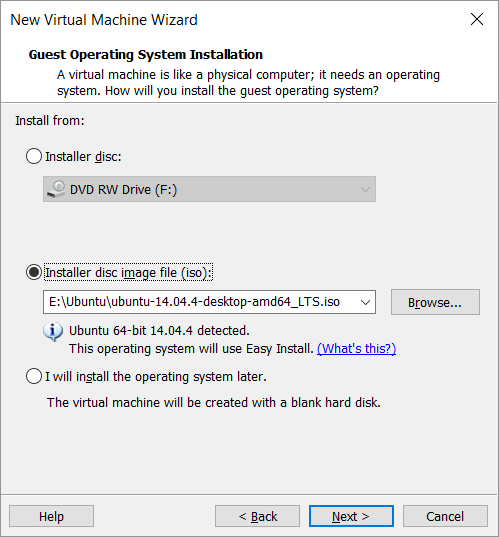 New Virtual Machine Wizard
Guest Operating System Installation
A virtual machine is like a physical computer; it needs an operating
system. How will you install the guest operating system?
Install from:
Installer disc:
DVD RW Drive (F:)
Installer disc image file (iso):
E:\Ubuntu\ubuntu-14.04.4-desktop-amd64_LTS.iso
Browse...
Ubuntu 64-bit 14.04.4 detected.
This operating system will use Easy Install. (What's this?)
I will install the operating system later.
The virtual machine will be created with a blank hard disk.
Help
< Back
Next >
Cancel